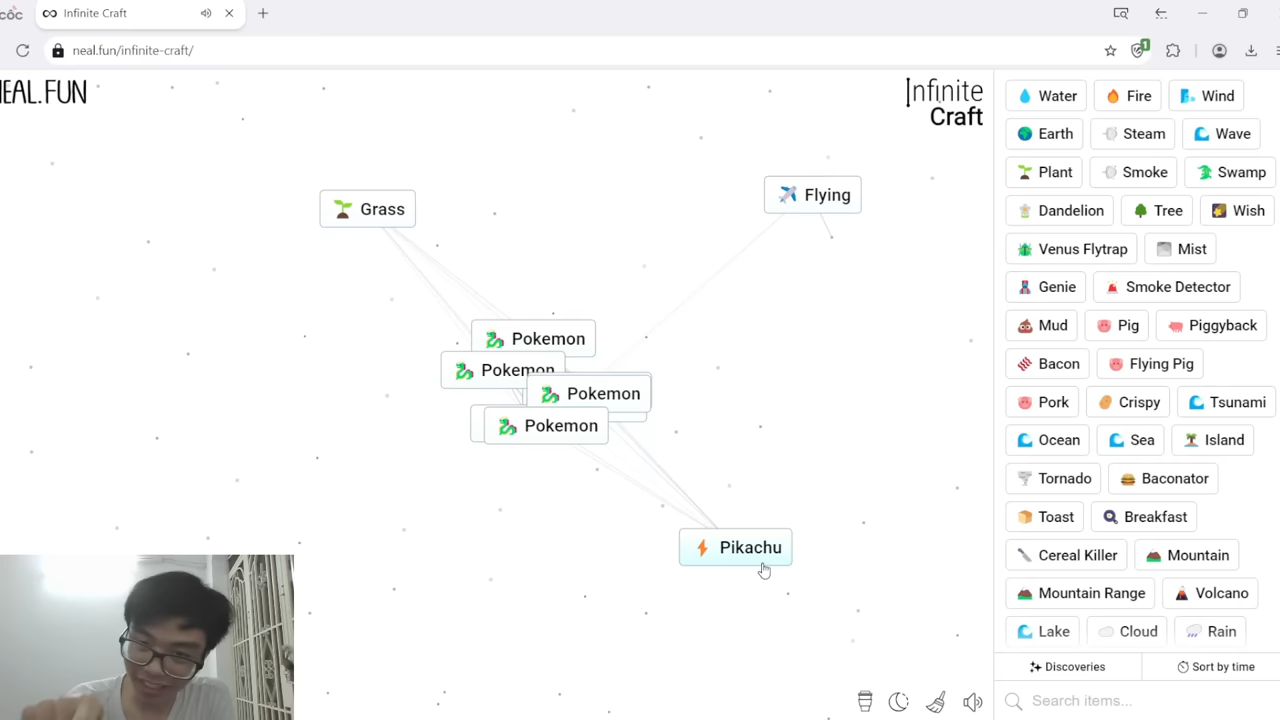 cốc
Infinite Craft
neal.fun/infinite-craft/
1
NEAL.FUN
Infinite
Craft
Grass
Flying
Pokemon
Pokemon
Pokemon
Pokemon
Pikachu
Water
Fire
Wind
Earth
Steam
Wave
Plant
Smoke
Swamp
Dandelion
Tree
Wish
Venus Flytrap
Mist
Genie
Smoke Detector
Mud
Pig
Piggyback
Bacon
Flying Pig
Pork
Crispy
Tsunami
Ocean
Sea
Island
Tornado
Baconator
Toast
Breakfast
Cereal Killer
Mountain
Mountain Range
Volcano
Lake
Cloud
Rain
Discoveries
Sort by time
Search items...